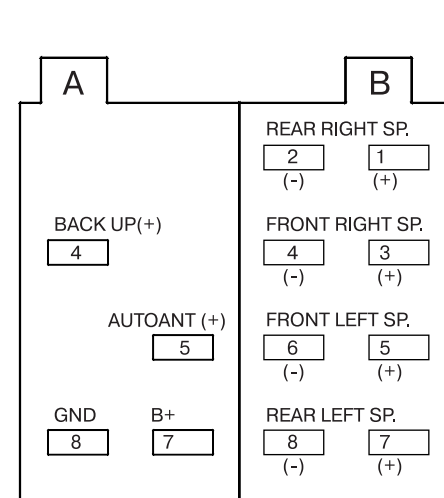 A
BACK UP(+)
4
AUTOANT (+)
5
GND B+
8 7
B
REAR RIGHT SP.
2 1
(-) (+)
FRONT RIGHT SP.
4 3
(-) (+)
FRONT LEFT SP.
6 5
(-) (+)
REAR LEFT SP.
8 7
(-) (+)